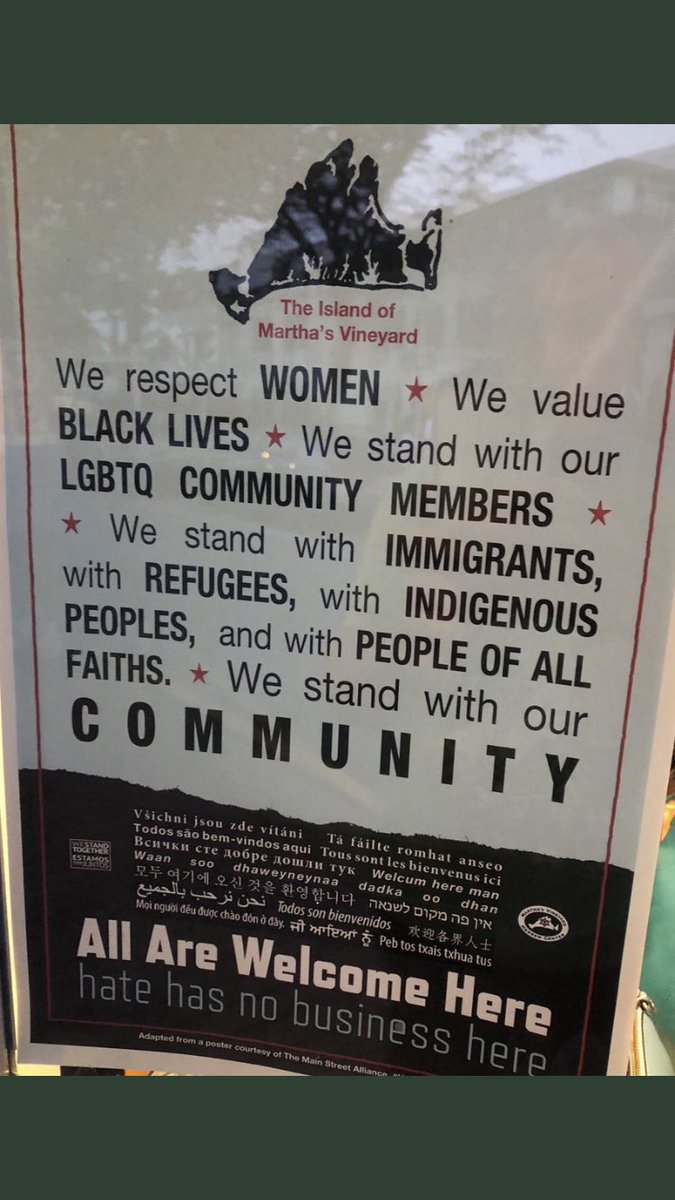 The Island of
Martha's Vineyard
We respect WOMEN ★ We value
BLACK LIVES ★ We stand with our
LGBTQ COMMUNITY MEMBERS ★
★ We stand with IMMIGRANTS,
with REFUGEES, with INDIGENOUS
PEOPLES, and with PEOPLE OF ALL
FAITHS. ★ We stand with our
COMMUNITY
Všichni jsou zde vítáni Tá fáilte romhat anseo
Todos são bem-vindos aqui Tous sont les bienvenus ici
Всички сте добре дошли тук Welcum here man
Waan soo dhaweyneynaa dadka oo dhan
모두 여기에 오신 것을 환영합니다 אין פה מקום לשנאה
نحن نرحب بالجميع Todos son bienvenidos 欢迎各界人士
Mọi người đều được chào đón ở đây. ਜੀ ਆਇਆਂ ਨੂੰ Peb tos txais txhua tus
WE STAND
TOGETHER
ESTAMOS
JUNTOS
All Are Welcome Here
hate has no business here
Adapted from a poster courtesy of The Main Street Alliance,